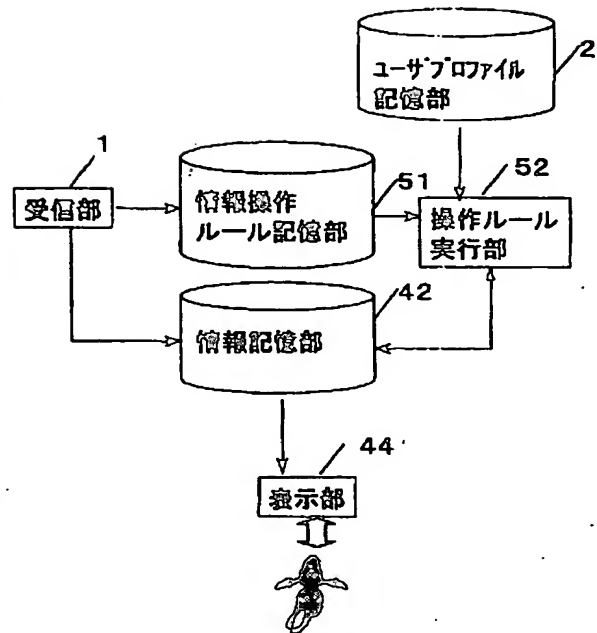 ユーザプロファイル
記憶部
2
1
受信部
情報操作
ルール記憶部
51
52
操作ルール
実行部
42
情報記憶部
44
表示部